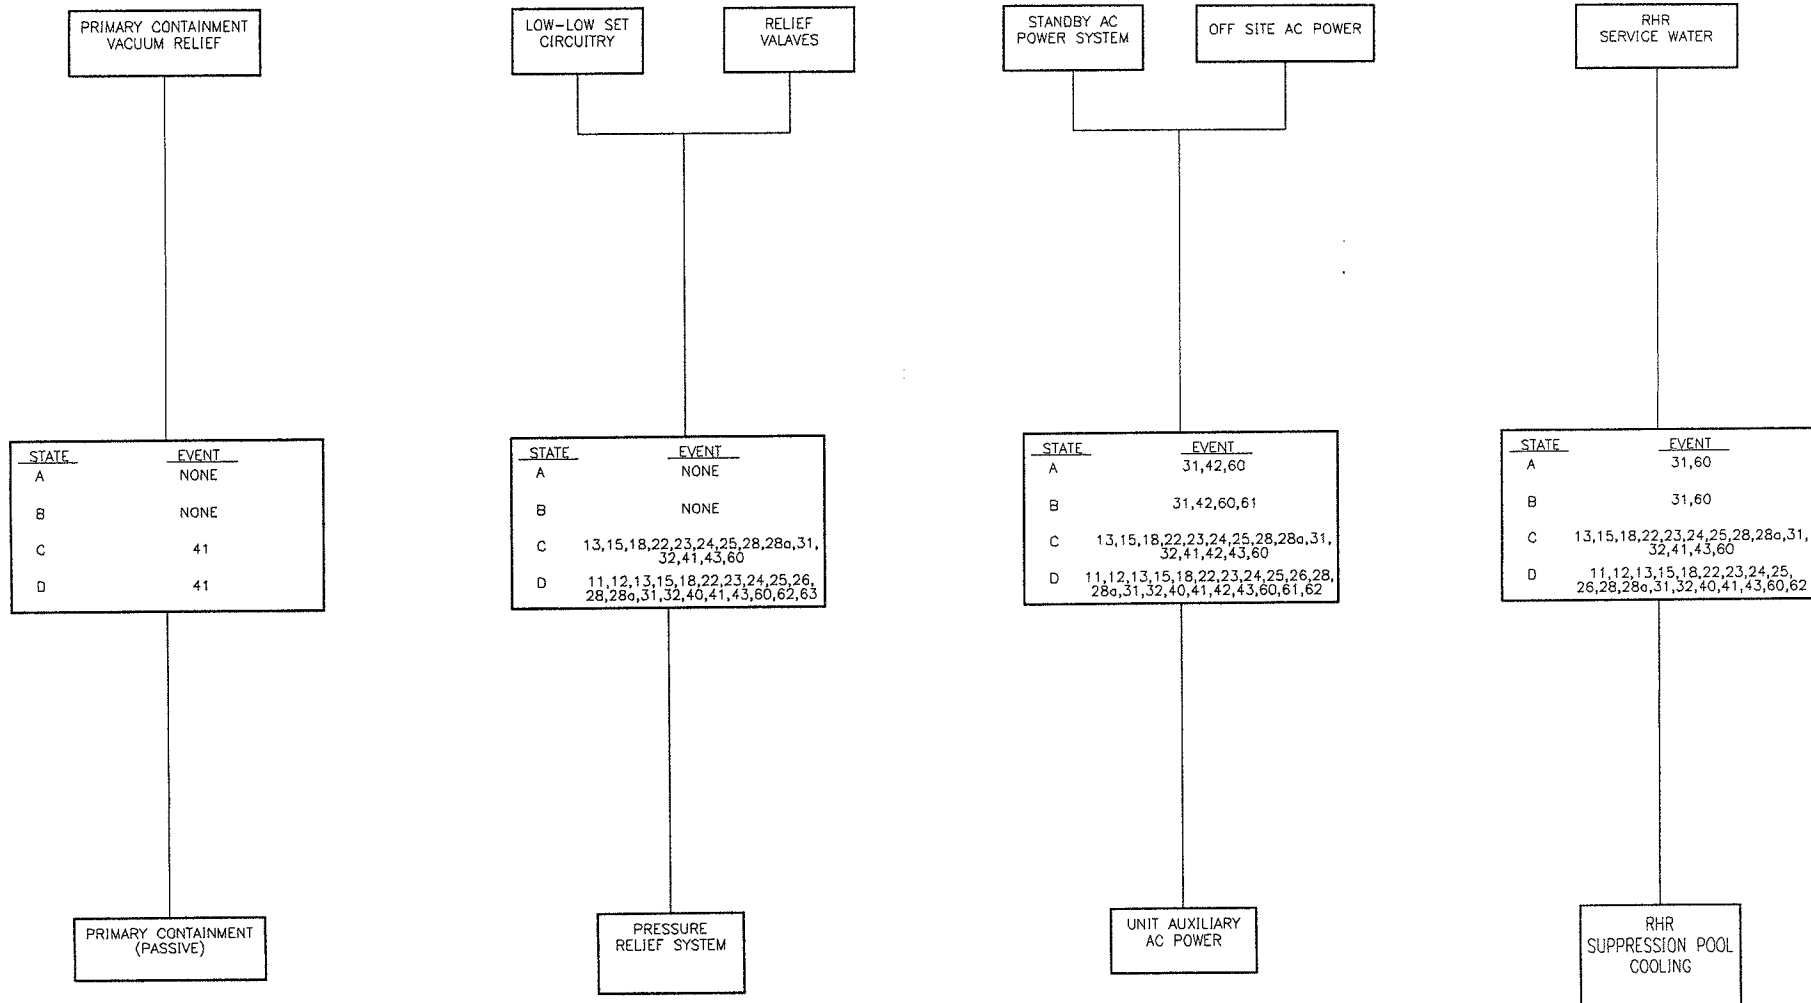 PRIMARY CONTAINMENT
VACUUM RELIEF
LOW-LOW SET
CIRCUITRY
RELIEF
VALAVES
STANDBY AC
POWER SYSTEM
OFF SITE AC POWER
RHR
SERVICE WATER
STATE EVENT
A NONE
B NONE
C 41
D 41
STATE EVENT
A NONE
B NONE
C 13,15,18,22,23,24,25,28,28a,31,
32,41,43,60
D 11,12,13,15,18,22,23,24,25,26,
28,28a,31,32,40,41,43,60,62,63
STATE EVENT
A 31,42,60
B 31,42,60,61
C 13,15,18,22,23,24,25,28,28a,31,
32,41,42,43,60
D 11,12,13,15,18,22,23,24,25,26,28,
28a,31,32,40,41,42,43,60,61,62
STATE EVENT
A 31,60
B 31,60
C 13,15,18,22,23,24,25,28,28a,31,
32,41,43,60
D 11,12,13,15,18,22,23,24,25,
26,28,28a,31,32,40,41,43,60,62
PRIMARY CONTAINMENT
(PASSIVE)
PRESSURE
RELIEF SYSTEM
UNIT AUXILIARY
AC POWER
RHR
SUPPRESSION POOL
COOLING